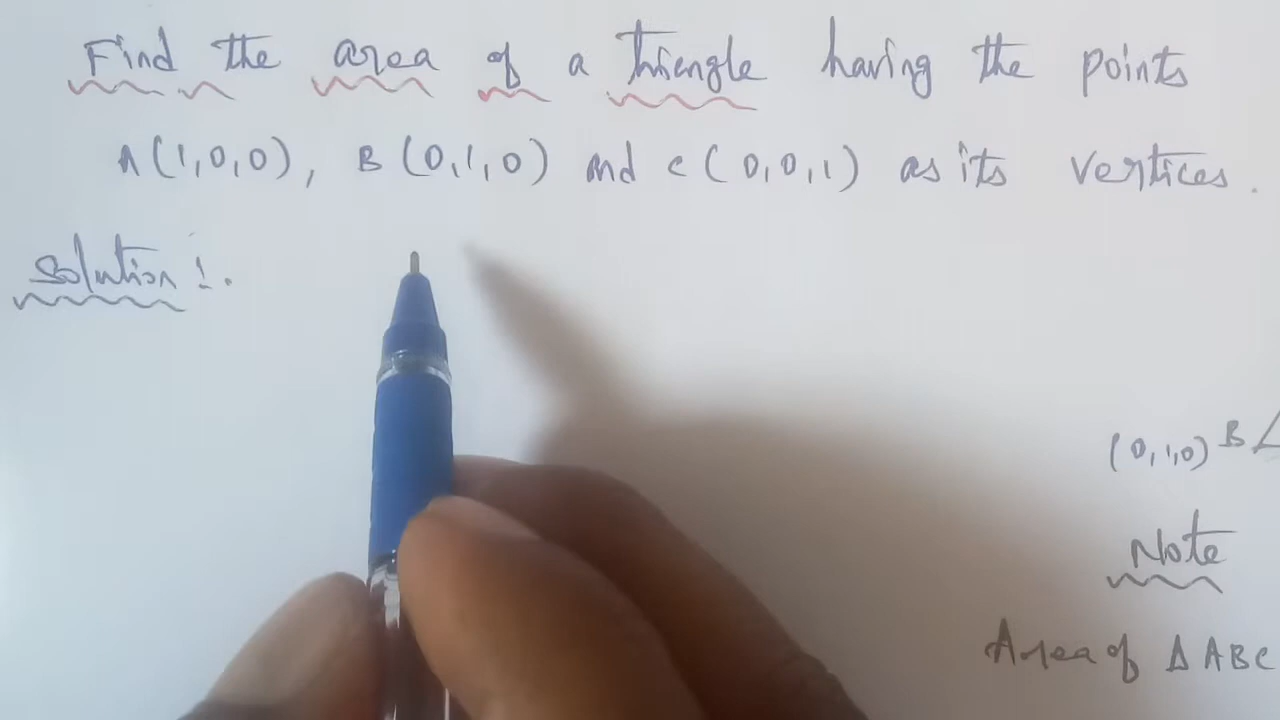 Find the area of a triangle having the points
A(1,0,0), B(0,1,0) and C(0,0,1) as its vertices.
Solution:.
(0,1,0) B
Note
Area of Δ ABC